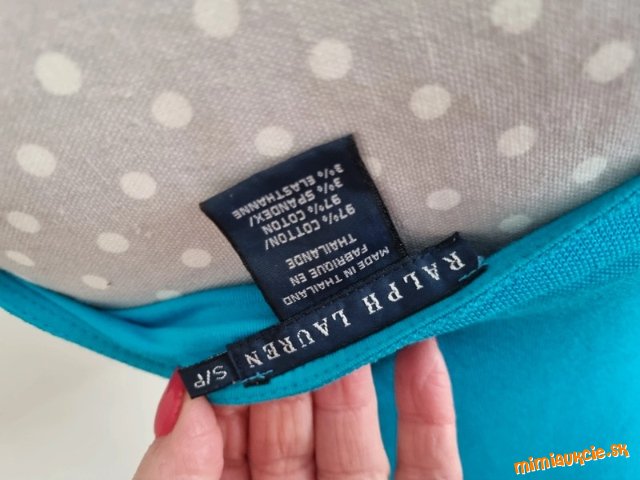 RALPH LAUREN
S/P
MADE IN THAILAND
FABRIQUE EN
THAILANDE
97% COTTON/
97% COTON
3% SPANDEX/
3% ELASTHANNE
mimiaukcie.sk